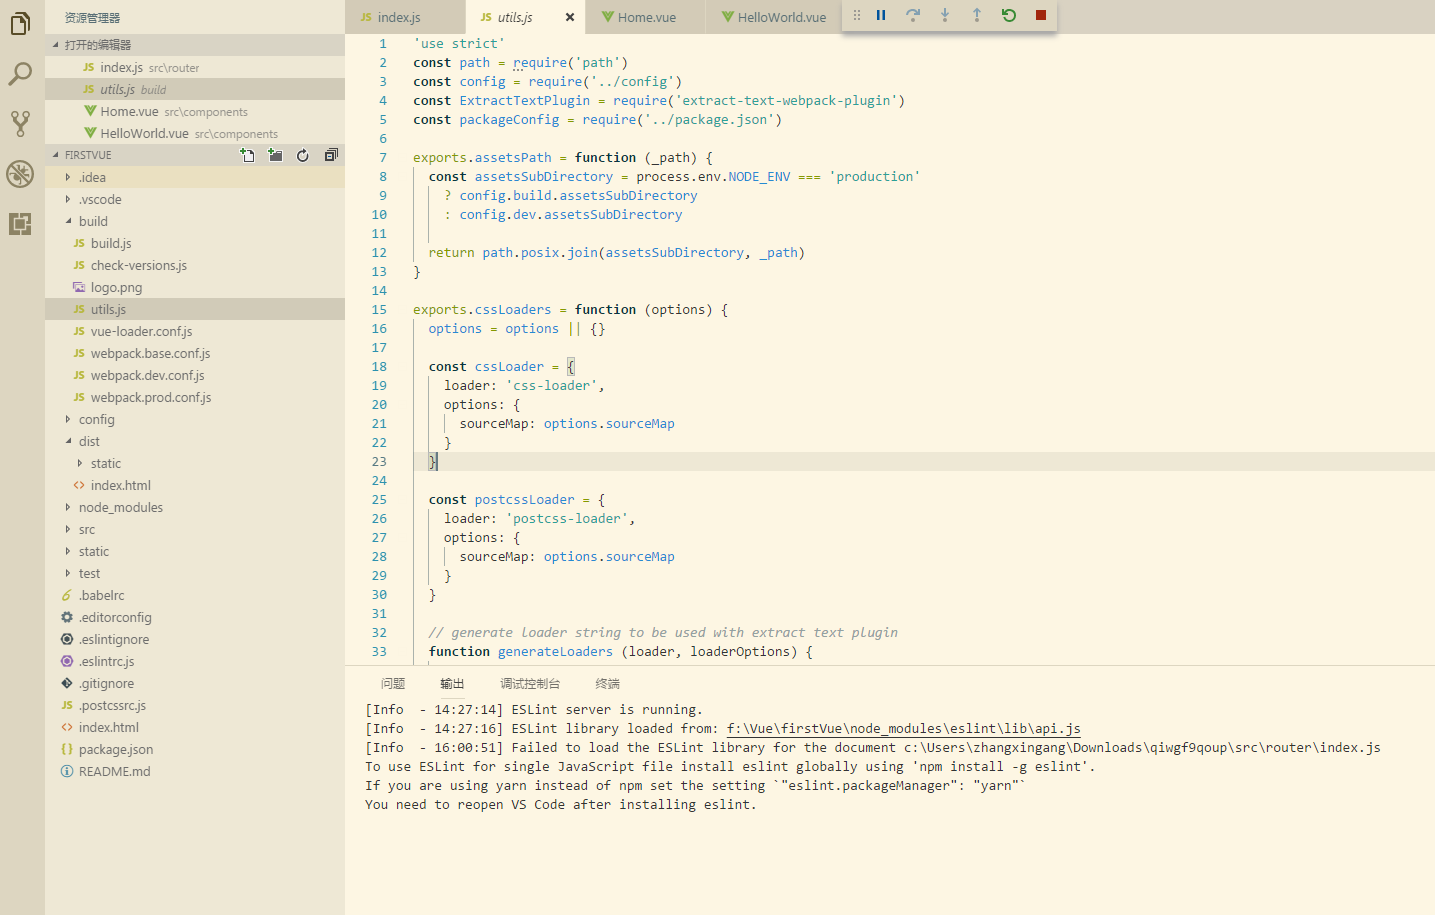 资源管理器
打开的编辑器
JS index.js src\router
JS utils.js build
Home.vue src\components
HelloWorld.vue src\components
FIRSTVUE
.idea
.vscode
build
JS build.js
JS check-versions.js
logo.png
JS utils.js
JS vue-loader.conf.js
JS webpack.base.conf.js
JS webpack.dev.conf.js
JS webpack.prod.conf.js
config
dist
static
<> index.html
node_modules
src
static
test
.babelrc
.editorconfig
.eslintignore
.eslintrc.js
.gitignore
JS .postcssrc.js
<> index.html
{} package.json
README.md
JS index.js
JS utils.js
Home.vue
HelloWorld.vue
1 'use strict'
2 const path = require('path')
3 const config = require('../config')
4 const ExtractTextPlugin = require('extract-text-webpack-plugin')
5 const packageConfig = require('../package.json')
6
7 exports.assetsPath = function (_path) {
8 const assetsSubDirectory = process.env.NODE_ENV === 'production'
9 ? config.build.assetsSubDirectory
10 : config.dev.assetsSubDirectory
11
12 return path.posix.join(assetsSubDirectory, _path)
13 }
14
15 exports.cssLoaders = function (options) {
16 options = options || {}
17
18 const cssLoader = {
19 loader: 'css-loader',
20 options: {
21 sourceMap: options.sourceMap
22 }
23 }
24
25 const postcssLoader = {
26 loader: 'postcss-loader',
27 options: {
28 sourceMap: options.sourceMap
29 }
30 }
31
32 // generate loader string to be used with extract text plugin
33 function generateLoaders (loader, loaderOptions) {
问题 输出 调试控制台 终端
[Info  - 14:27:14] ESLint server is running.
[Info  - 14:27:16] ESLint library loaded from: f:\Vue\firstVue\node_modules\eslint\lib\api.js
[Info  - 16:00:51] Failed to load the ESLint library for the document c:\Users\zhangxingang\Downloads\qiwgf9qoup\src\router\index.js
To use ESLint for single JavaScript file install eslint globally using 'npm install -g eslint'.
If you are using yarn instead of npm set the setting `"eslint.packageManager": "yarn"`
You need to reopen VS Code after installing eslint.